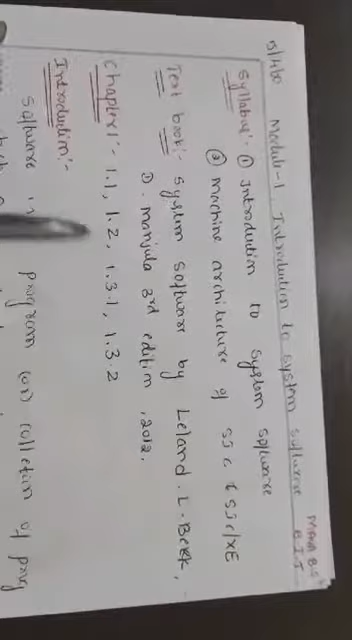 Module-1 Introduction to system software
Syllabus:- ① Introduction to system software
② Machine architecture of SIC & SIC/XE
Text book:- System software by Leland. L. Beck,
D. Manjula 3rd edition, 2012.
Chapter 1:- 1.1, 1.2, 1.3.1, 1.3.2
Introduction:-
software program (or) colletion of prog